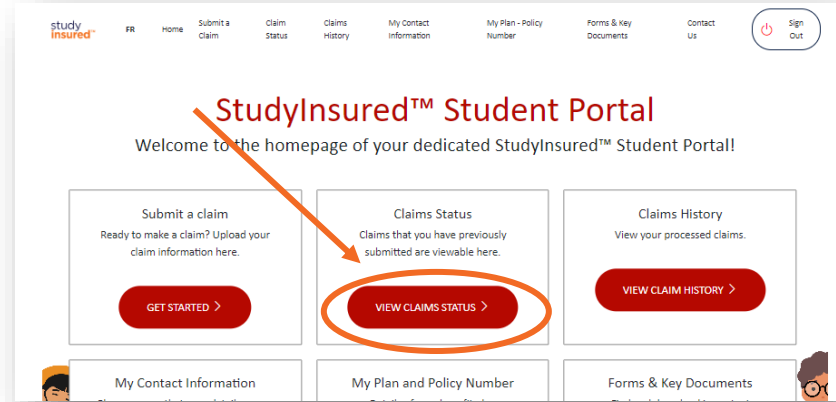 study
insured™
FR
Home
Submit a
Claim
Claim
Status
Claims
History
My Contact
Information
My Plan - Policy
Number
Forms & Key
Documents
Contact
Us
Sign
Out
StudyInsured™ Student Portal
Welcome to the homepage of your dedicated StudyInsured™ Student Portal!
Submit a claim
Ready to make a claim? Upload your
claim information here.
GET STARTED >
Claims Status
Claims that you have previously
submitted are viewable here.
VIEW CLAIMS STATUS >
Claims History
View your processed claims.
VIEW CLAIM HISTORY >
My Contact Information
My Plan and Policy Number
Forms & Key Documents